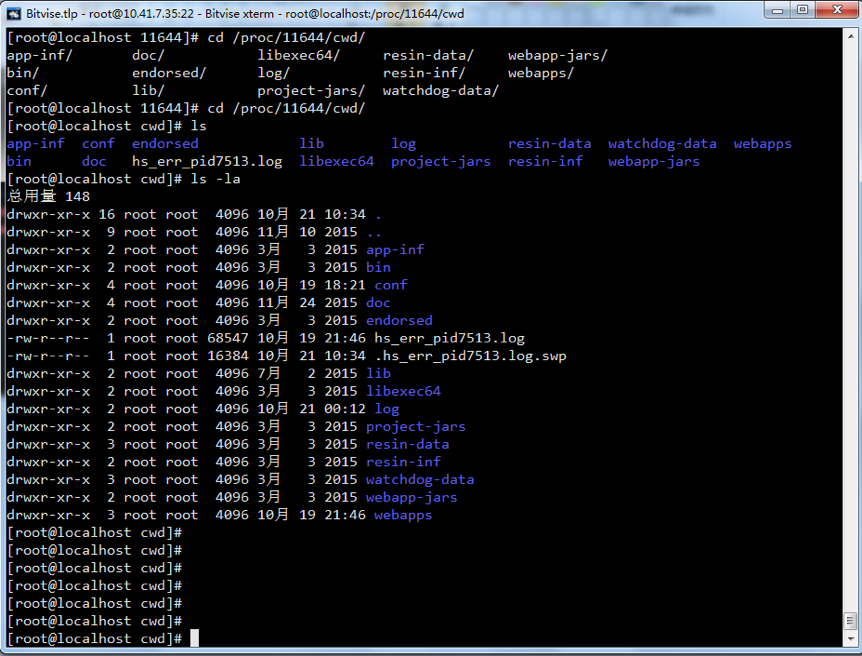 Bitvise.tlp - root@10.41.7.35:22 - Bitvise xterm - root@localhost:/proc/11644/cwd
[root@localhost 11644]# cd /proc/11644/cwd/
app-inf/ doc/ libexec64/ resin-data/ webapp-jars/
bin/ endorsed/ log/ resin-inf/ webapps/
conf/ lib/ project-jars/ watchdog-data/
[root@localhost 11644]# cd /proc/11644/cwd/
[root@localhost cwd]# ls
app-inf conf endorsed lib log resin-data watchdog-data webapps
bin doc hs_err_pid7513.log libexec64 project-jars resin-inf webapp-jars
[root@localhost cwd]# ls -la
总用量 148
drwxr-xr-x 16 root root 4096 10月 21 10:34 .
drwxr-xr-x 9 root root 4096 11月 10 2015 ..
drwxr-xr-x 2 root root 4096 3月 3 2015 app-inf
drwxr-xr-x 2 root root 4096 3月 3 2015 bin
drwxr-xr-x 4 root root 4096 10月 19 18:21 conf
drwxr-xr-x 4 root root 4096 11月 24 2015 doc
drwxr-xr-x 2 root root 4096 3月 3 2015 endorsed
-rw-r--r-- 1 root root 68547 10月 19 21:46 hs_err_pid7513.log
-rw-r--r-- 1 root root 16384 10月 21 10:34 .hs_err_pid7513.log.swp
drwxr-xr-x 2 root root 4096 7月 2 2015 lib
drwxr-xr-x 2 root root 4096 3月 3 2015 libexec64
drwxr-xr-x 2 root root 4096 10月 21 00:12 log
drwxr-xr-x 2 root root 4096 3月 3 2015 project-jars
drwxr-xr-x 3 root root 4096 3月 3 2015 resin-data
drwxr-xr-x 2 root root 4096 3月 3 2015 resin-inf
drwxr-xr-x 3 root root 4096 3月 3 2015 watchdog-data
drwxr-xr-x 2 root root 4096 3月 3 2015 webapp-jars
drwxr-xr-x 3 root root 4096 10月 19 21:46 webapps
[root@localhost cwd]#
[root@localhost cwd]#
[root@localhost cwd]#
[root@localhost cwd]#
[root@localhost cwd]#
[root@localhost cwd]#
[root@localhost cwd]#